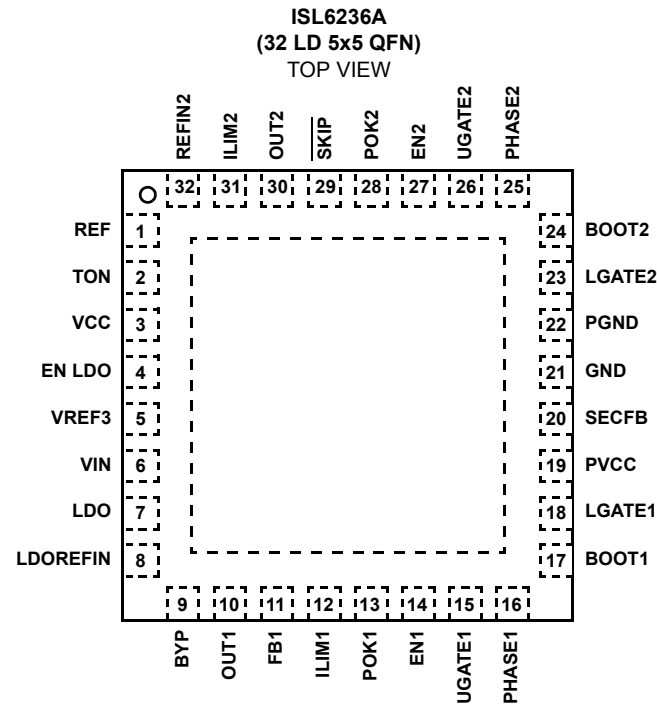 ISL6236A
(32 LD 5x5 QFN)
TOP VIEW
REFIN2
ILIM2
OUT2
SKIP
POK2
EN2
UGATE2
PHASE2
32 31 30 29 28 27 26 25
REF 1
TON 2
VCC 3
EN LDO 4
VREF3 5
VIN 6
LDO 7
LDOREFIN 8
24 BOOT2
23 LGATE2
22 PGND
21 GND
20 SECFB
19 PVCC
18 LGATE1
17 BOOT1
9 10 11 12 13 14 15 16
BYP
OUT1
FB1
ILIM1
POK1
EN1
UGATE1
PHASE1